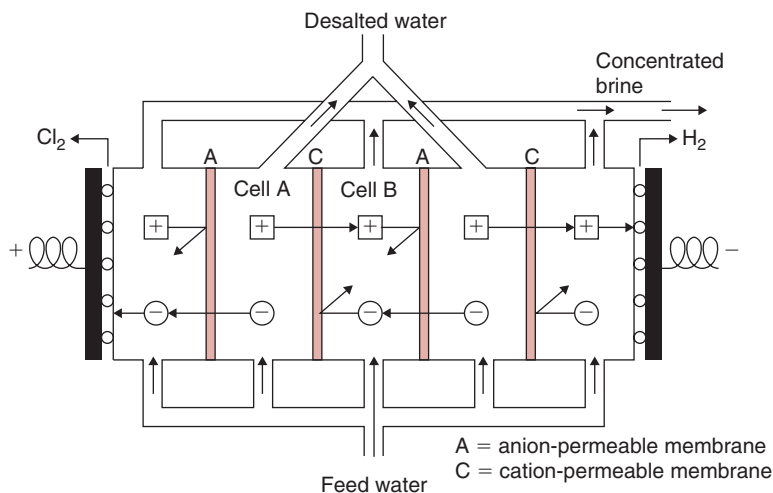 Desalted water
Concentrated
brine
Cl₂
H₂
A
C
A
C
Cell A
Cell B
+
−
+
+
+
+
+
−
−
−
−
−
A = anion-permeable membrane
C = cation-permeable membrane
Feed water